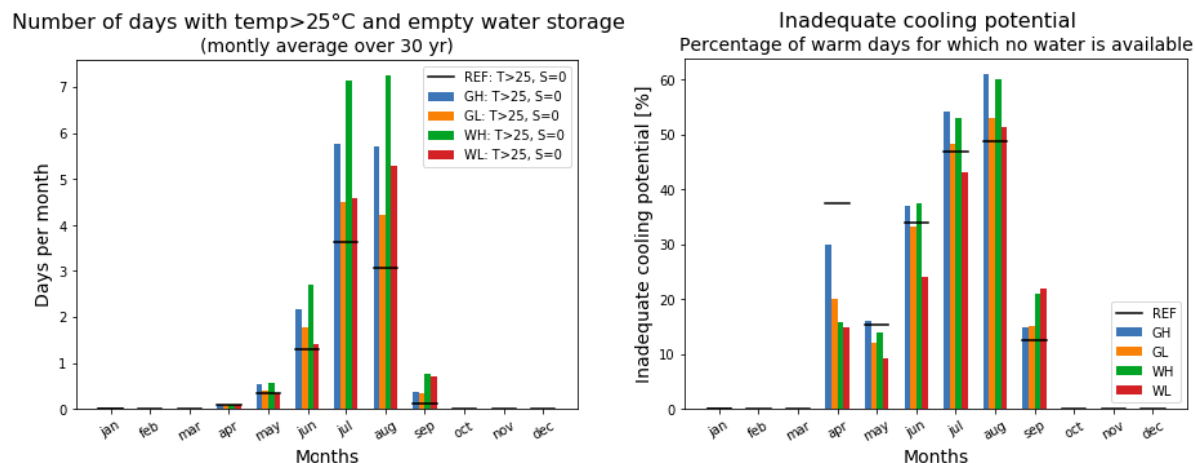 Number of days with temp>25°C and empty water storage
(montly average over 30 yr)
7
6
5
4
3
2
1
0
Days per month
REF: T>25, S=0
GH: T>25, S=0
GL: T>25, S=0
WH: T>25, S=0
WL: T>25, S=0
jan feb mar apr may jun jul aug sep oct nov dec
Months
Inadequate cooling potential
Percentage of warm days for which no water is available
60
50
40
30
20
10
0
Inadequate cooling potential [%]
REF
GH
GL
WH
WL
jan feb mar apr may jun jul aug sep oct nov dec
Months